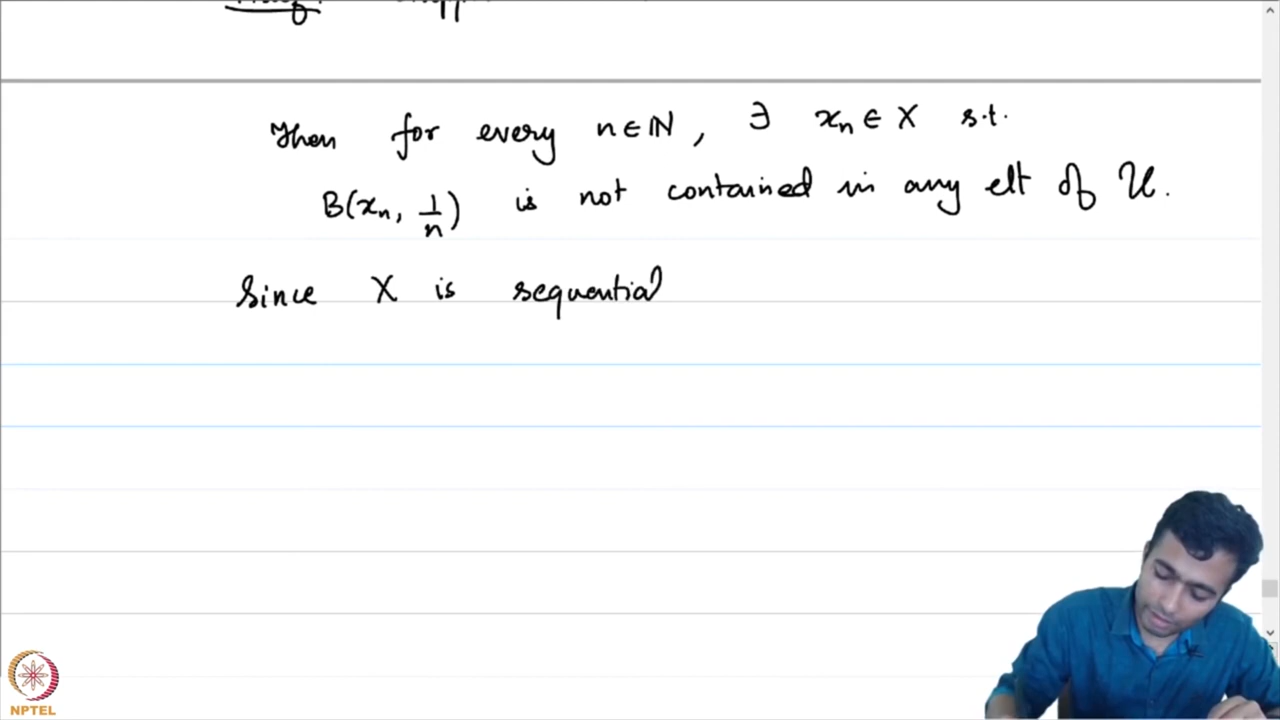 Then for every n ∈ ℕ, ∃ xₙ ∈ X s.t.
B(xₙ, 1/n) is not contained in any elt of 𝒰.
Since X is sequential
NPTEL